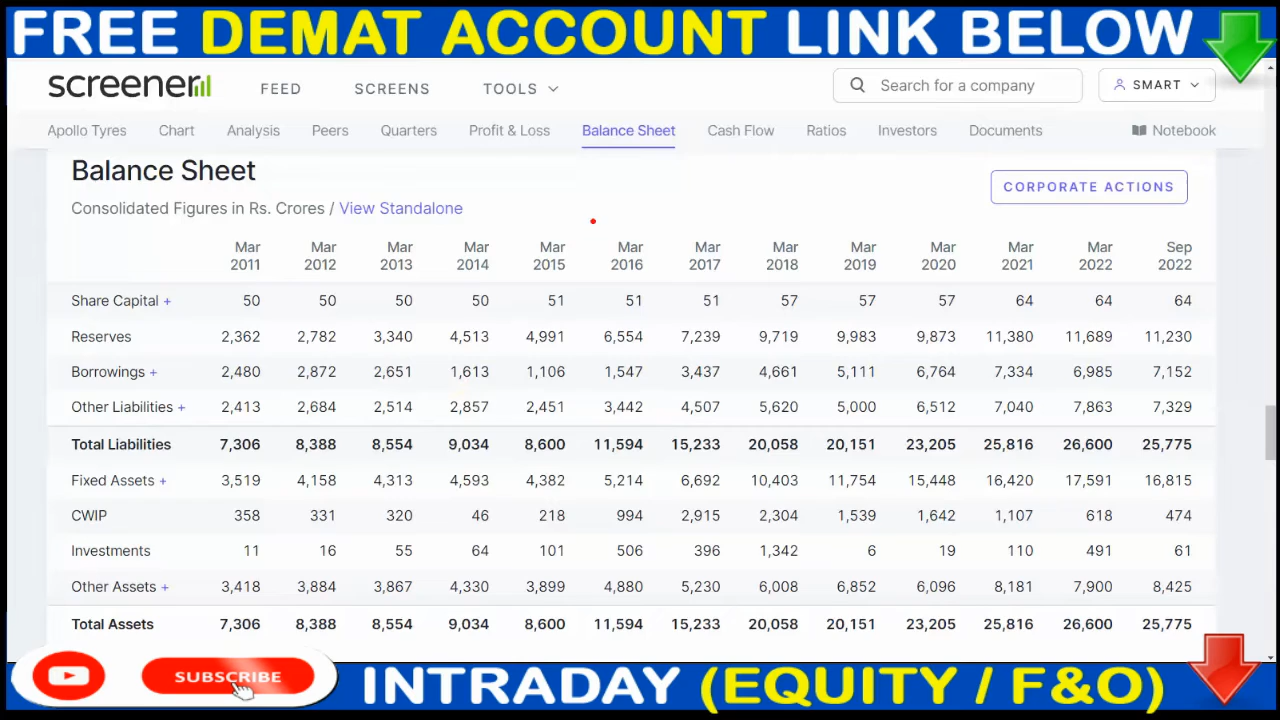 FREE DEMAT ACCOUNT LINK BELOW
screener FEED SCREENS TOOLS Search for a company SMART
Apollo Tyres Chart Analysis Peers Quarters Profit & Loss Balance Sheet Cash Flow Ratios Investors Documents Notebook
Balance Sheet
CORPORATE ACTIONS
Consolidated Figures in Rs. Crores / View Standalone
Mar Mar Mar Mar Mar Mar Mar Mar Mar Mar Mar Mar Sep
2011 2012 2013 2014 2015 2016 2017 2018 2019 2020 2021 2022 2022
Share Capital + 50 50 50 50 51 51 51 57 57 57 64 64 64
Reserves 2,362 2,782 3,340 4,513 4,991 6,554 7,239 9,719 9,983 9,873 11,380 11,689 11,230
Borrowings + 2,480 2,872 2,651 1,613 1,106 1,547 3,437 4,661 5,111 6,764 7,334 6,985 7,152
Other Liabilities + 2,413 2,684 2,514 2,857 2,451 3,442 4,507 5,620 5,000 6,512 7,040 7,863 7,329
Total Liabilities 7,306 8,388 8,554 9,034 8,600 11,594 15,233 20,058 20,151 23,205 25,816 26,600 25,775
Fixed Assets + 3,519 4,158 4,313 4,593 4,382 5,214 6,692 10,403 11,754 15,448 16,420 17,591 16,815
CWIP 358 331 320 46 218 994 2,915 2,304 1,539 1,642 1,107 618 474
Investments 11 16 55 64 101 506 396 1,342 6 19 110 491 61
Other Assets + 3,418 3,884 3,867 4,330 3,899 4,880 5,230 6,008 6,852 6,096 8,181 7,900 8,425
Total Assets 7,306 8,388 8,554 9,034 8,600 11,594 15,233 20,058 20,151 23,205 25,816 26,600 25,775
SUBSCRIBE INTRADAY (EQUITY / F&O)